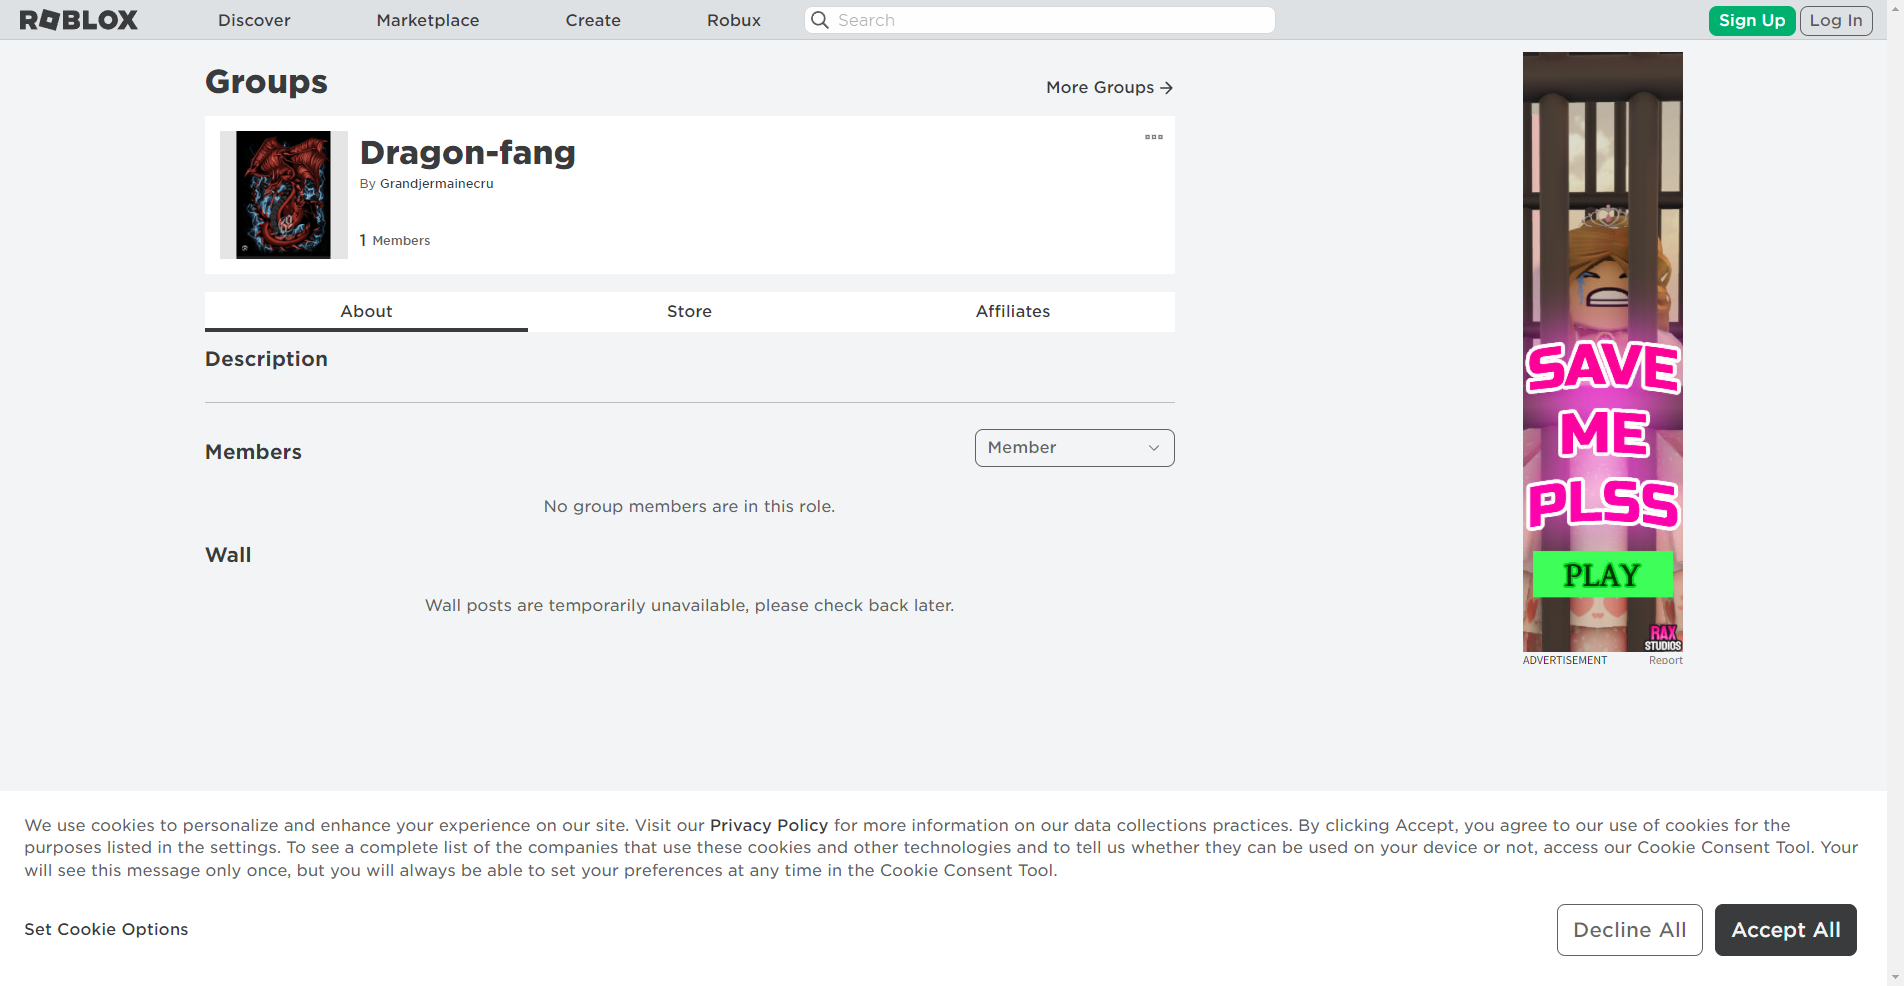 ROBLOX
Discover
Marketplace
Create
Robux
Search
Sign Up
Log In
Groups
More Groups
Dragon-fang
By Grandjermainecru
1 Members
About
Store
Affiliates
Description
Members
Member
No group members are in this role.
Wall
Wall posts are temporarily unavailable, please check back later.
SAVE
ME
PLSS
PLAY
RAX
STUDIOS
ADVERTISEMENT
Report
We use cookies to personalize and enhance your experience on our site. Visit our Privacy Policy for more information on our data collections practices. By clicking Accept, you agree to our use of cookies for the
purposes listed in the settings. To see a complete list of the companies that use these cookies and other technologies and to tell us whether they can be used on your device or not, access our Cookie Consent Tool. Your
will see this message only once, but you will always be able to set your preferences at any time in the Cookie Consent Tool.
Set Cookie Options
Decline All
Accept All